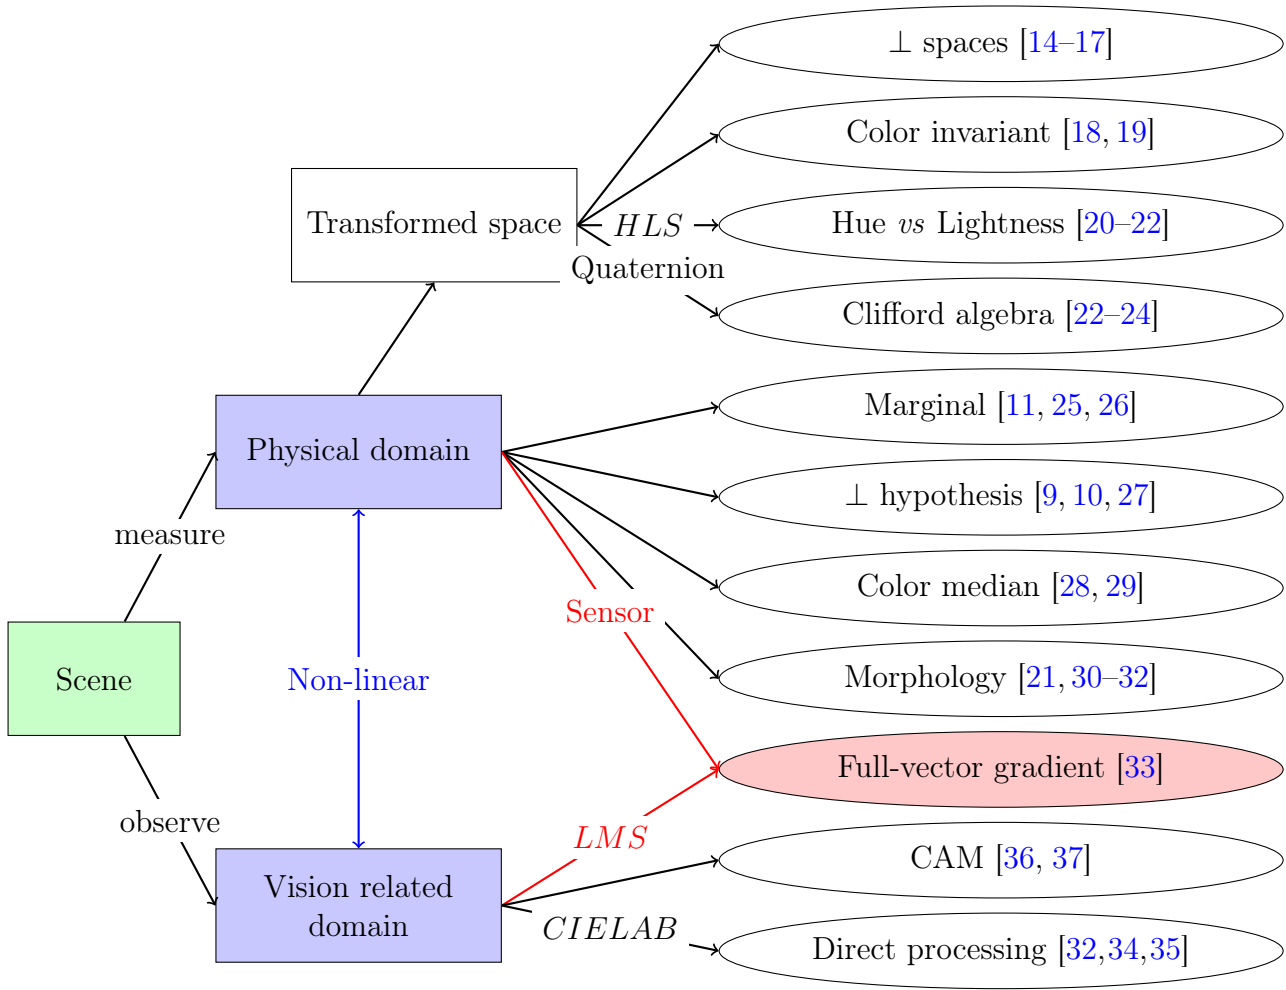 ⊥ spaces [14–17]
Color invariant [18, 19]
Transformed space
HLS
Hue vs Lightness [20–22]
Quaternion
Clifford algebra [22–24]
Marginal [11, 25, 26]
Physical domain
⊥ hypothesis [9, 10, 27]
measure
Color median [28, 29]
Sensor
Scene
Non-linear
Morphology [21, 30–32]
Full-vector gradient [33]
observe
LMS
CAM [36, 37]
Vision related
domain
CIELAB
Direct processing [32,34,35]